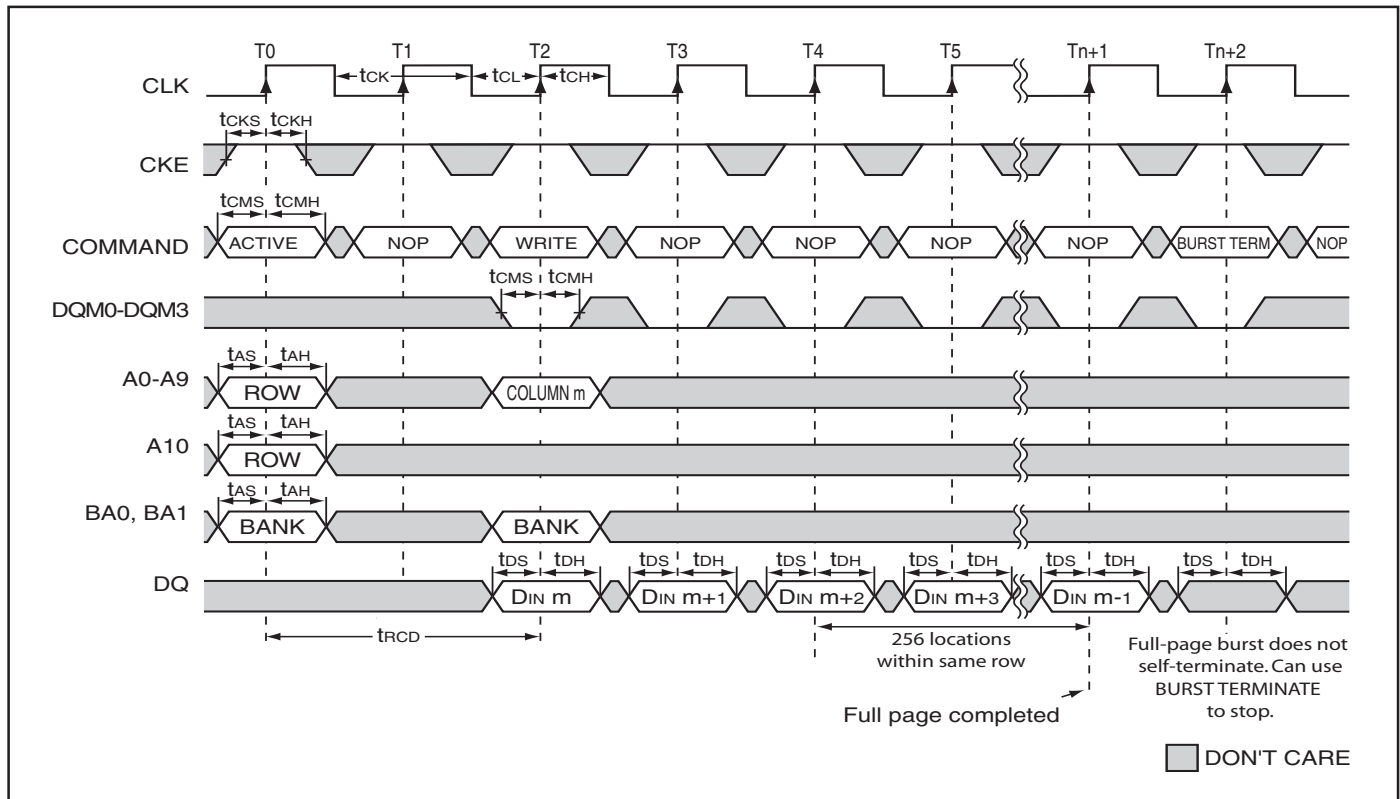 T0 T1 T2 T3 T4 T5 Tn+1 Tn+2
CLK tCK tCL tCH
tCKS tCKH
CKE
tCMS tCMH
COMMAND ACTIVE NOP WRITE NOP NOP NOP NOP BURST TERM NOP
tCMS tCMH
DQM0-DQM3
tAS tAH
A0-A9 ROW COLUMN m
tAS tAH
A10 ROW
tAS tAH
BA0, BA1 BANK BANK
tDS tDH tDS tDH tDS tDH tDS tDH tDS tDH tDS tDH
DQ DIN m DIN m+1 DIN m+2 DIN m+3 DIN m-1
tRCD
256 locations
within same row
Full page completed
Full-page burst does not
self-terminate. Can use
BURST TERMINATE
to stop.
DON'T CARE